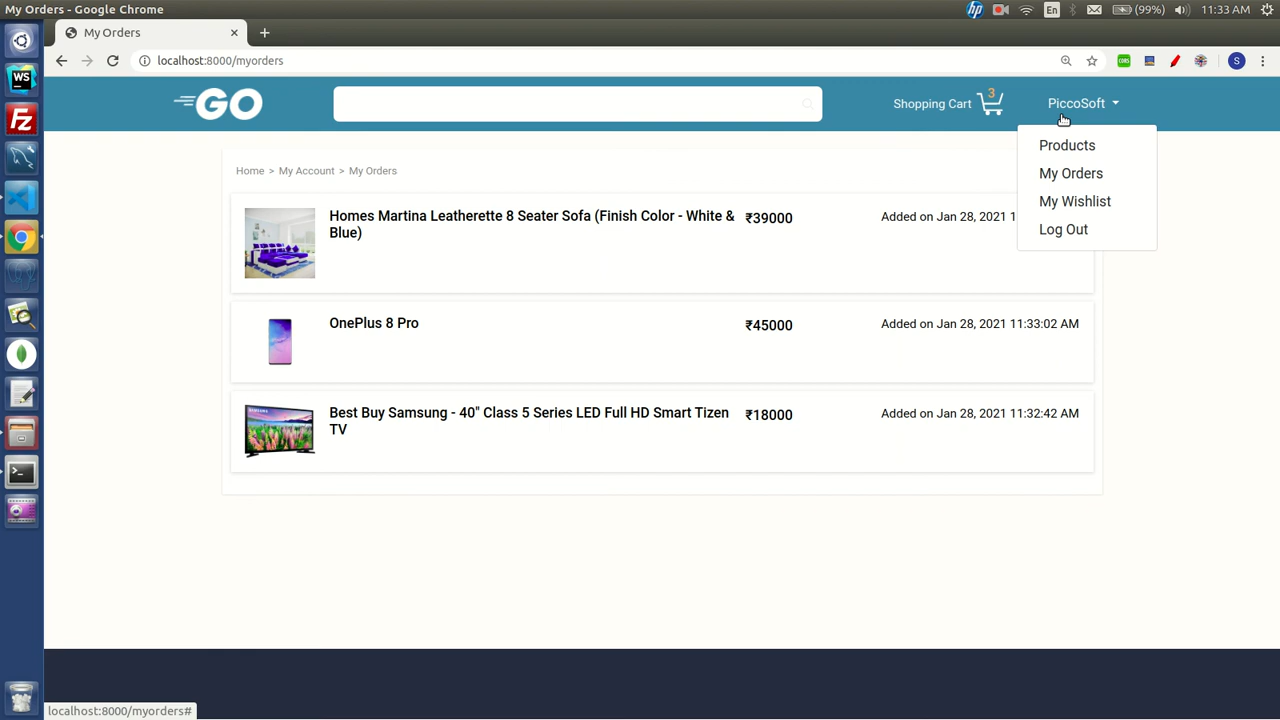 My Orders - Google Chrome
En
(99%)
11:33 AM
My Orders
localhost:8000/myorders
S
GO
Shopping Cart 3
PiccoSoft
Products
My Orders
My Wishlist
Log Out
Home > My Account > My Orders
Homes Martina Leatherette 8 Seater Sofa (Finish Color - White &
Blue)
₹39000
Added on Jan 28, 2021 1
OnePlus 8 Pro
₹45000
Added on Jan 28, 2021 11:33:02 AM
Best Buy Samsung - 40" Class 5 Series LED Full HD Smart Tizen
TV
₹18000
Added on Jan 28, 2021 11:32:42 AM
localhost:8000/myorders#